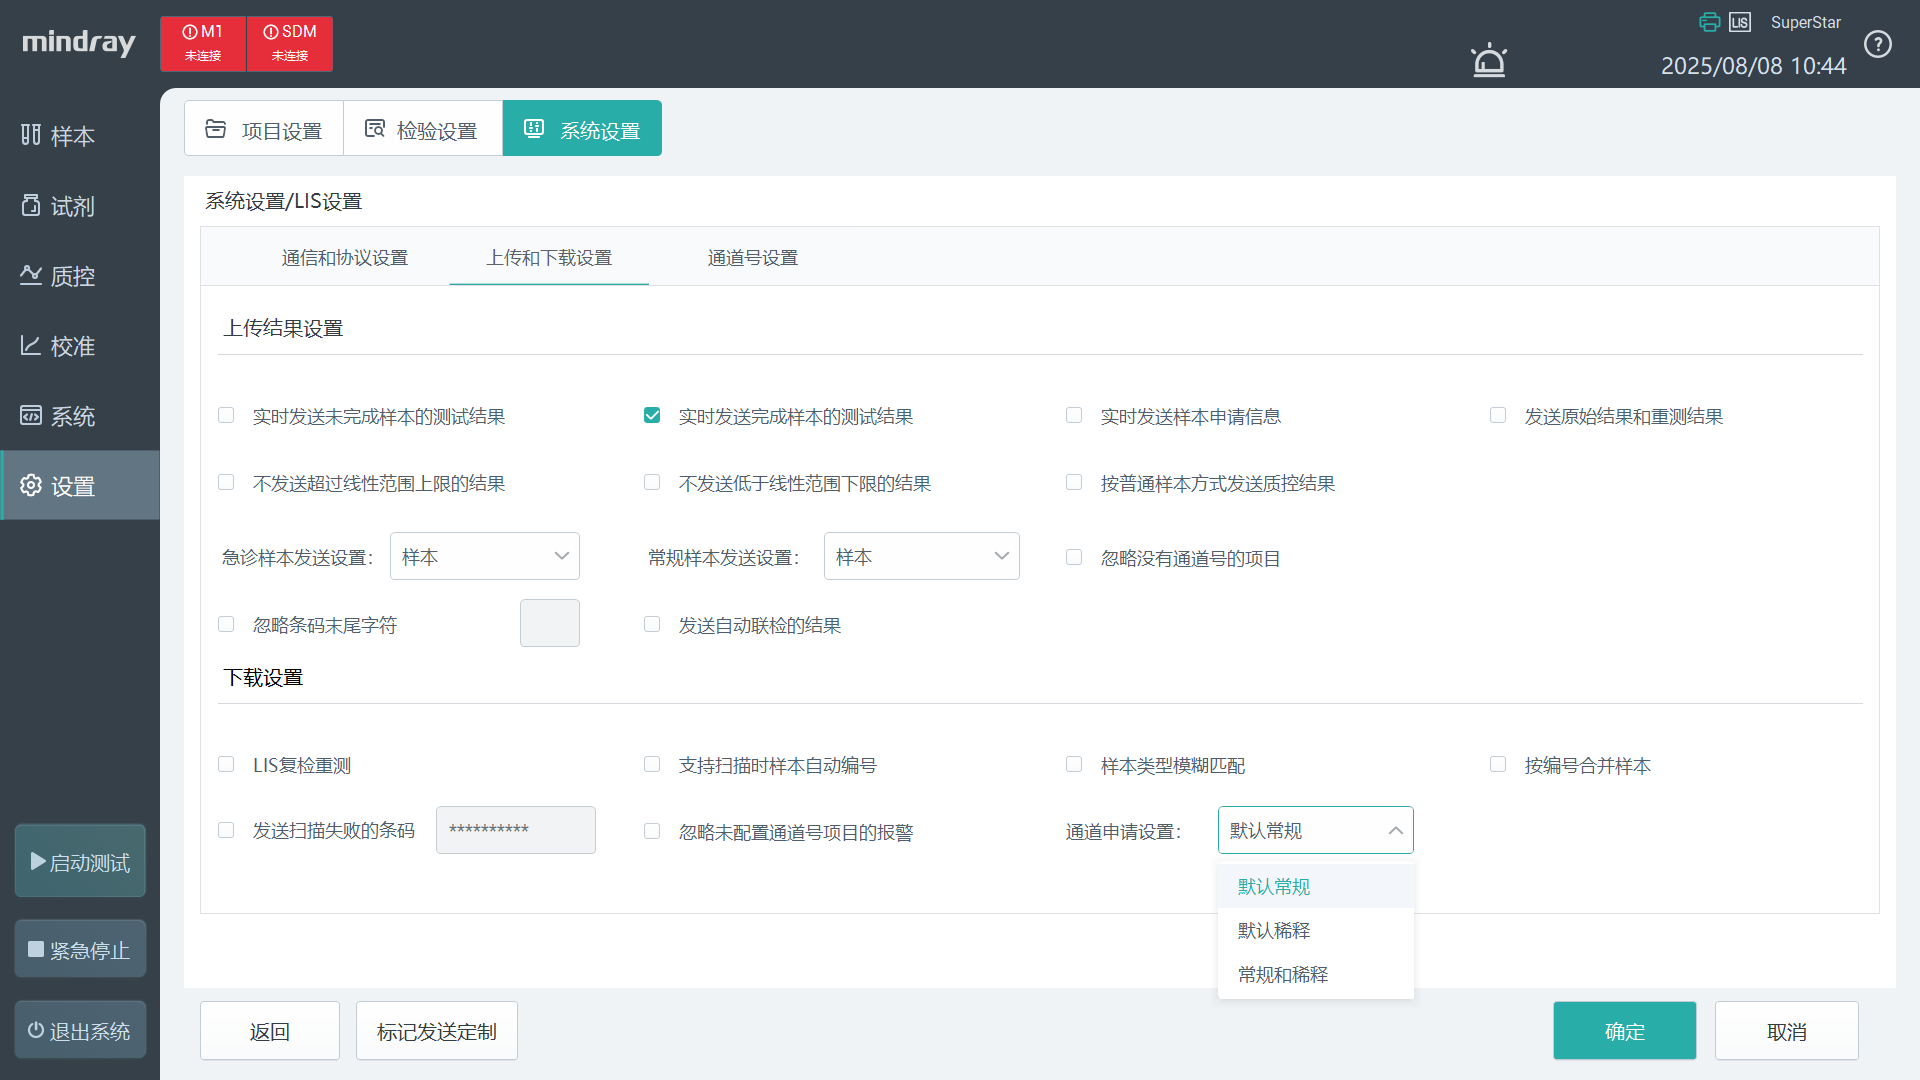 mindray
M1
未连接
SDM
未连接
LIS
SuperStar
2025/08/08 10:44
样本
试剂
质控
校准
系统
设置
启动测试
紧急停止
退出系统
项目设置
检验设置
系统设置
系统设置/LIS设置
通信和协议设置
上传和下载设置
通道号设置
上传结果设置
实时发送未完成样本的测试结果
实时发送完成样本的测试结果
实时发送样本申请信息
发送原始结果和重测结果
不发送超过线性范围上限的结果
不发送低于线性范围下限的结果
按普通样本方式发送质控结果
急诊样本发送设置：
样本
常规样本发送设置：
样本
忽略没有通道号的项目
忽略条码末尾字符
发送自动联检的结果
下载设置
LIS复检重测
支持扫描时样本自动编号
样本类型模糊匹配
按编号合并样本
发送扫描失败的条码
**********
忽略未配置通道号项目的报警
通道申请设置：
默认常规
默认常规
默认稀释
常规和稀释
返回
标记发送定制
确定
取消